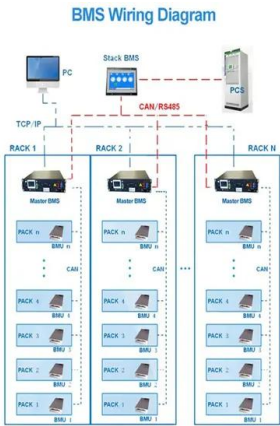 BMS Wiring Diagram
PC
Stack BMS
PCS
CAN/RS485
TCP/IP
RACK 1
RACK 2
RACK N
Master BMS
Master BMS
Master BMS
PACK n
BMU n
PACK n
BMU n
PACK n
BMU n
CAN
CAN
CAN
PACK 4
BMU 4
PACK 4
BMU 4
PACK 4
BMU 4
PACK 3
BMU 3
PACK 3
BMU 3
PACK 3
BMU 3
PACK 2
BMU 2
PACK 2
BMU 2
PACK 2
BMU 2
PACK 1
BMU 1
PACK 1
BMU 1
PACK 1
BMU 1